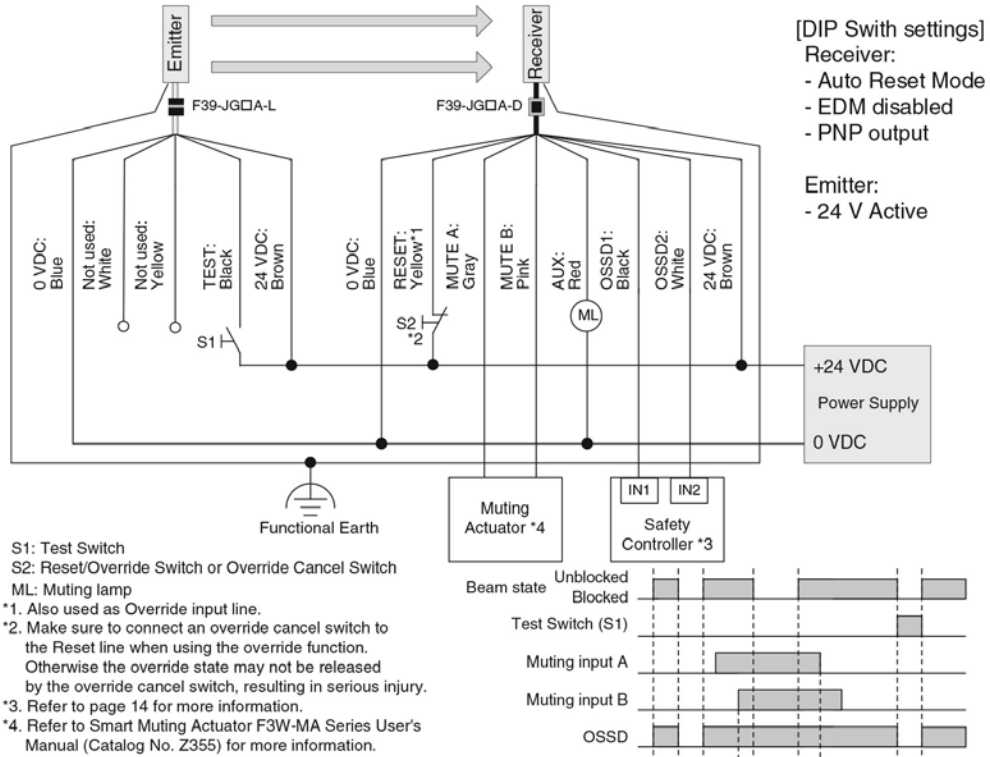 Emitter
Receiver
[DIP Swith settings]
Receiver:
- Auto Reset Mode
- EDM disabled
- PNP output
Emitter:
- 24 V Active
F39-JG□A-L
F39-JG□A-D
0 VDC:
Blue
Not used:
White
Not used:
Yellow
TEST:
Black
24 VDC:
Brown
0 VDC:
Blue
RESET:
Yellow*1
MUTE A:
Gray
MUTE B:
Pink
AUX:
Red
OSSD1:
Black
OSSD2:
White
24 VDC:
Brown
S1
S2
*2
ML
+24 VDC
Power Supply
0 VDC
Functional Earth
Muting
Actuator *4
IN1 IN2
Safety
Controller *3
S1: Test Switch
S2: Reset/Override Switch or Override Cancel Switch
ML: Muting lamp
*1. Also used as Override input line.
*2. Make sure to connect an override cancel switch to
the Reset line when using the override function.
Otherwise the override state may not be released
by the override cancel switch, resulting in serious injury.
*3. Refer to page 14 for more information.
*4. Refer to Smart Muting Actuator F3W-MA Series User's
Manual (Catalog No. Z355) for more information.
Beam state
Unblocked
Blocked
Test Switch (S1)
Muting input A
Muting input B
OSSD